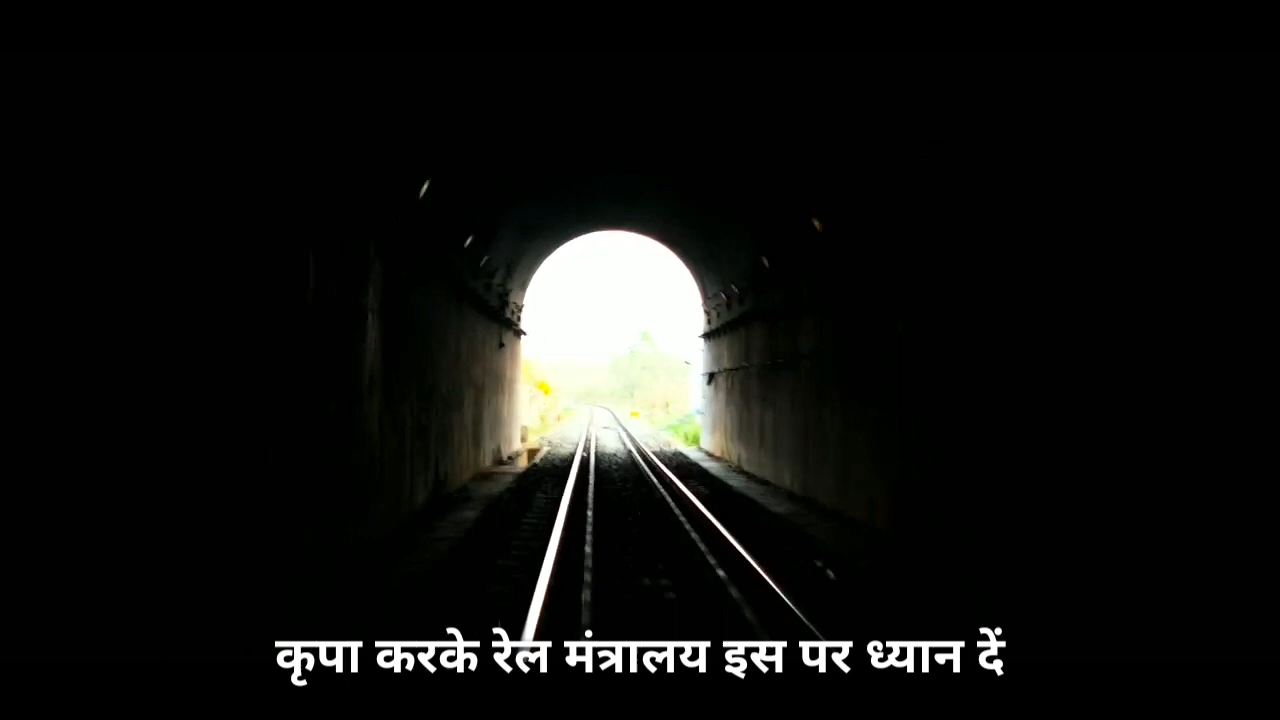 कृपा करके रेल मंत्रालय इस पर ध्यान दें